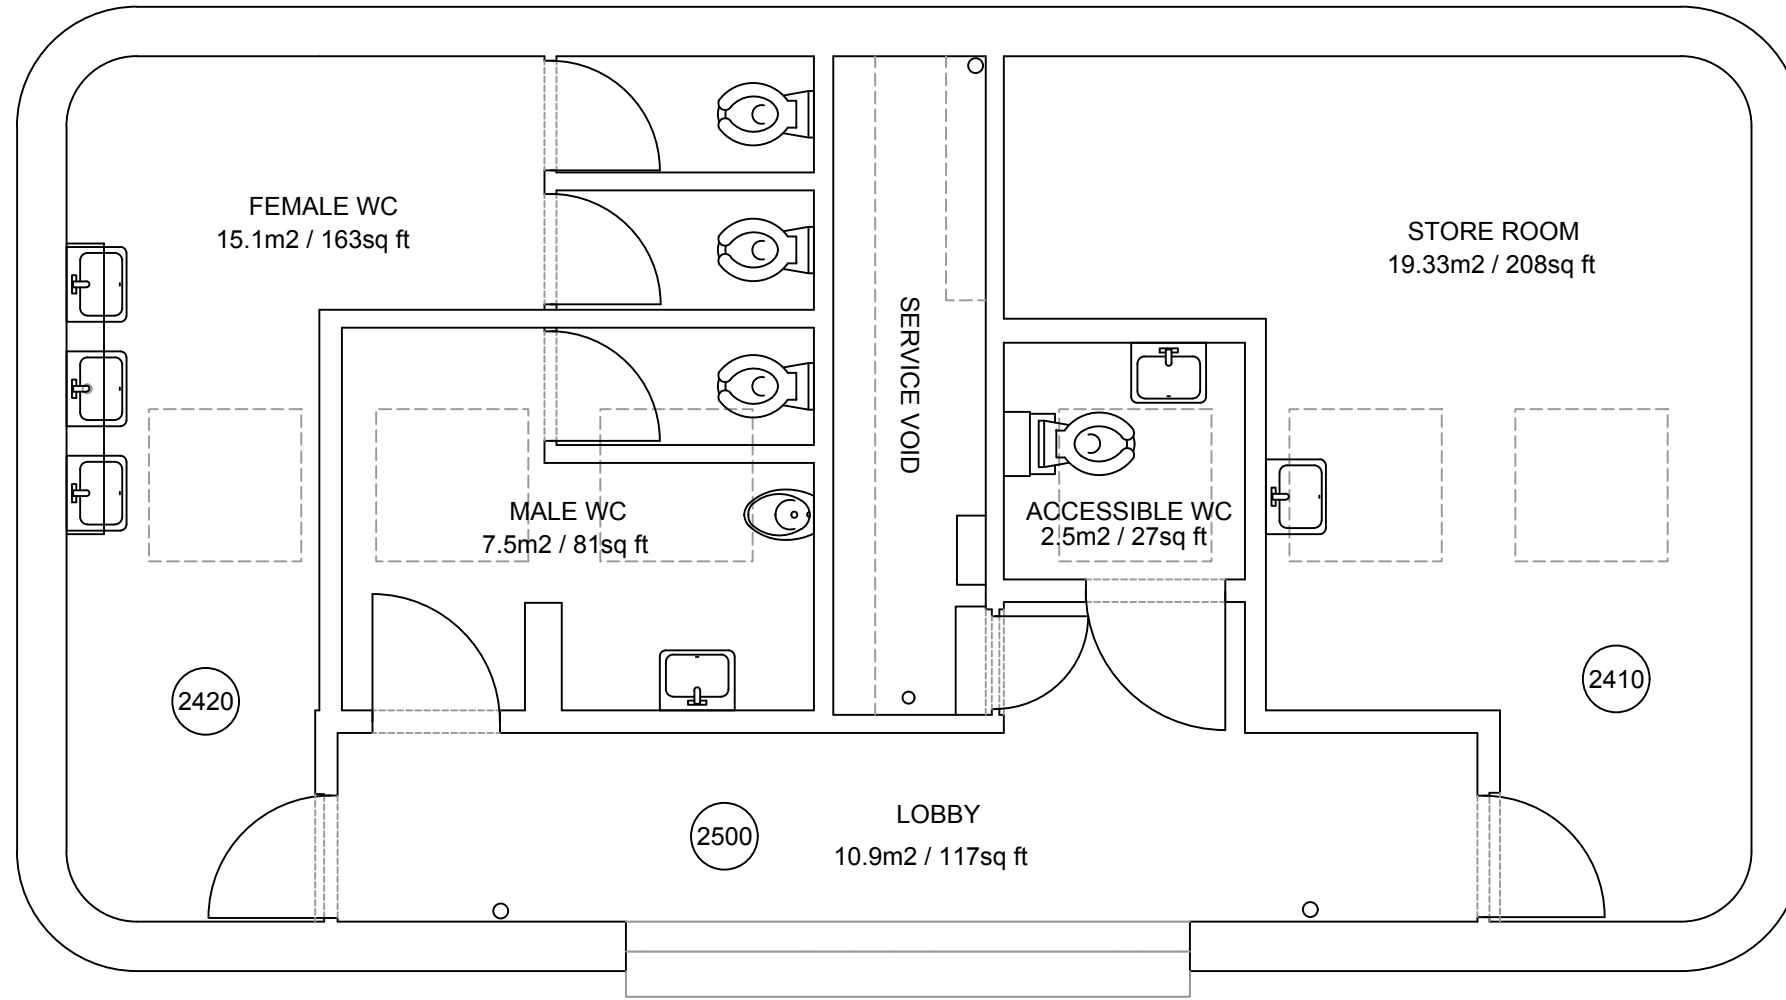 FEMALE WC
15.1m2 / 163sq ft
STORE ROOM
19.33m2 / 208sq ft
SERVICE VOID
MALE WC
7.5m2 / 81sq ft
ACCESSIBLE WC
2.5m2 / 27sq ft
2420
2410
2500
LOBBY
10.9m2 / 117sq ft